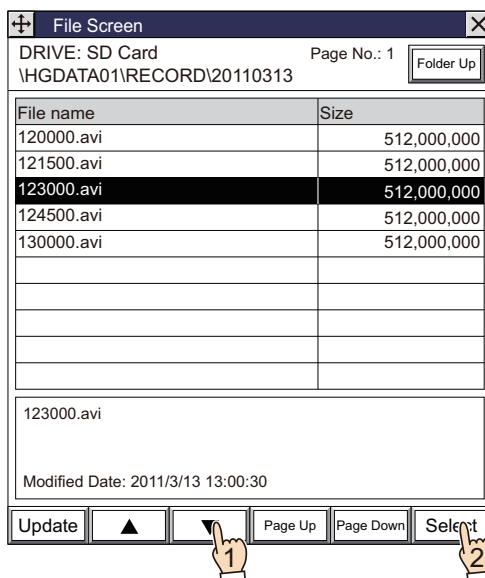 File Screen
DRIVE: SD Card Page No.: 1
\HGDATA01\RECORD\20110313
Folder Up
File name Size
120000.avi 512,000,000
121500.avi 512,000,000
123000.avi 512,000,000
124500.avi 512,000,000
130000.avi 512,000,000
123000.avi
Modified Date: 2011/3/13 13:00:30
Update ▲ ▼ Page Up Page Down Select
1 2